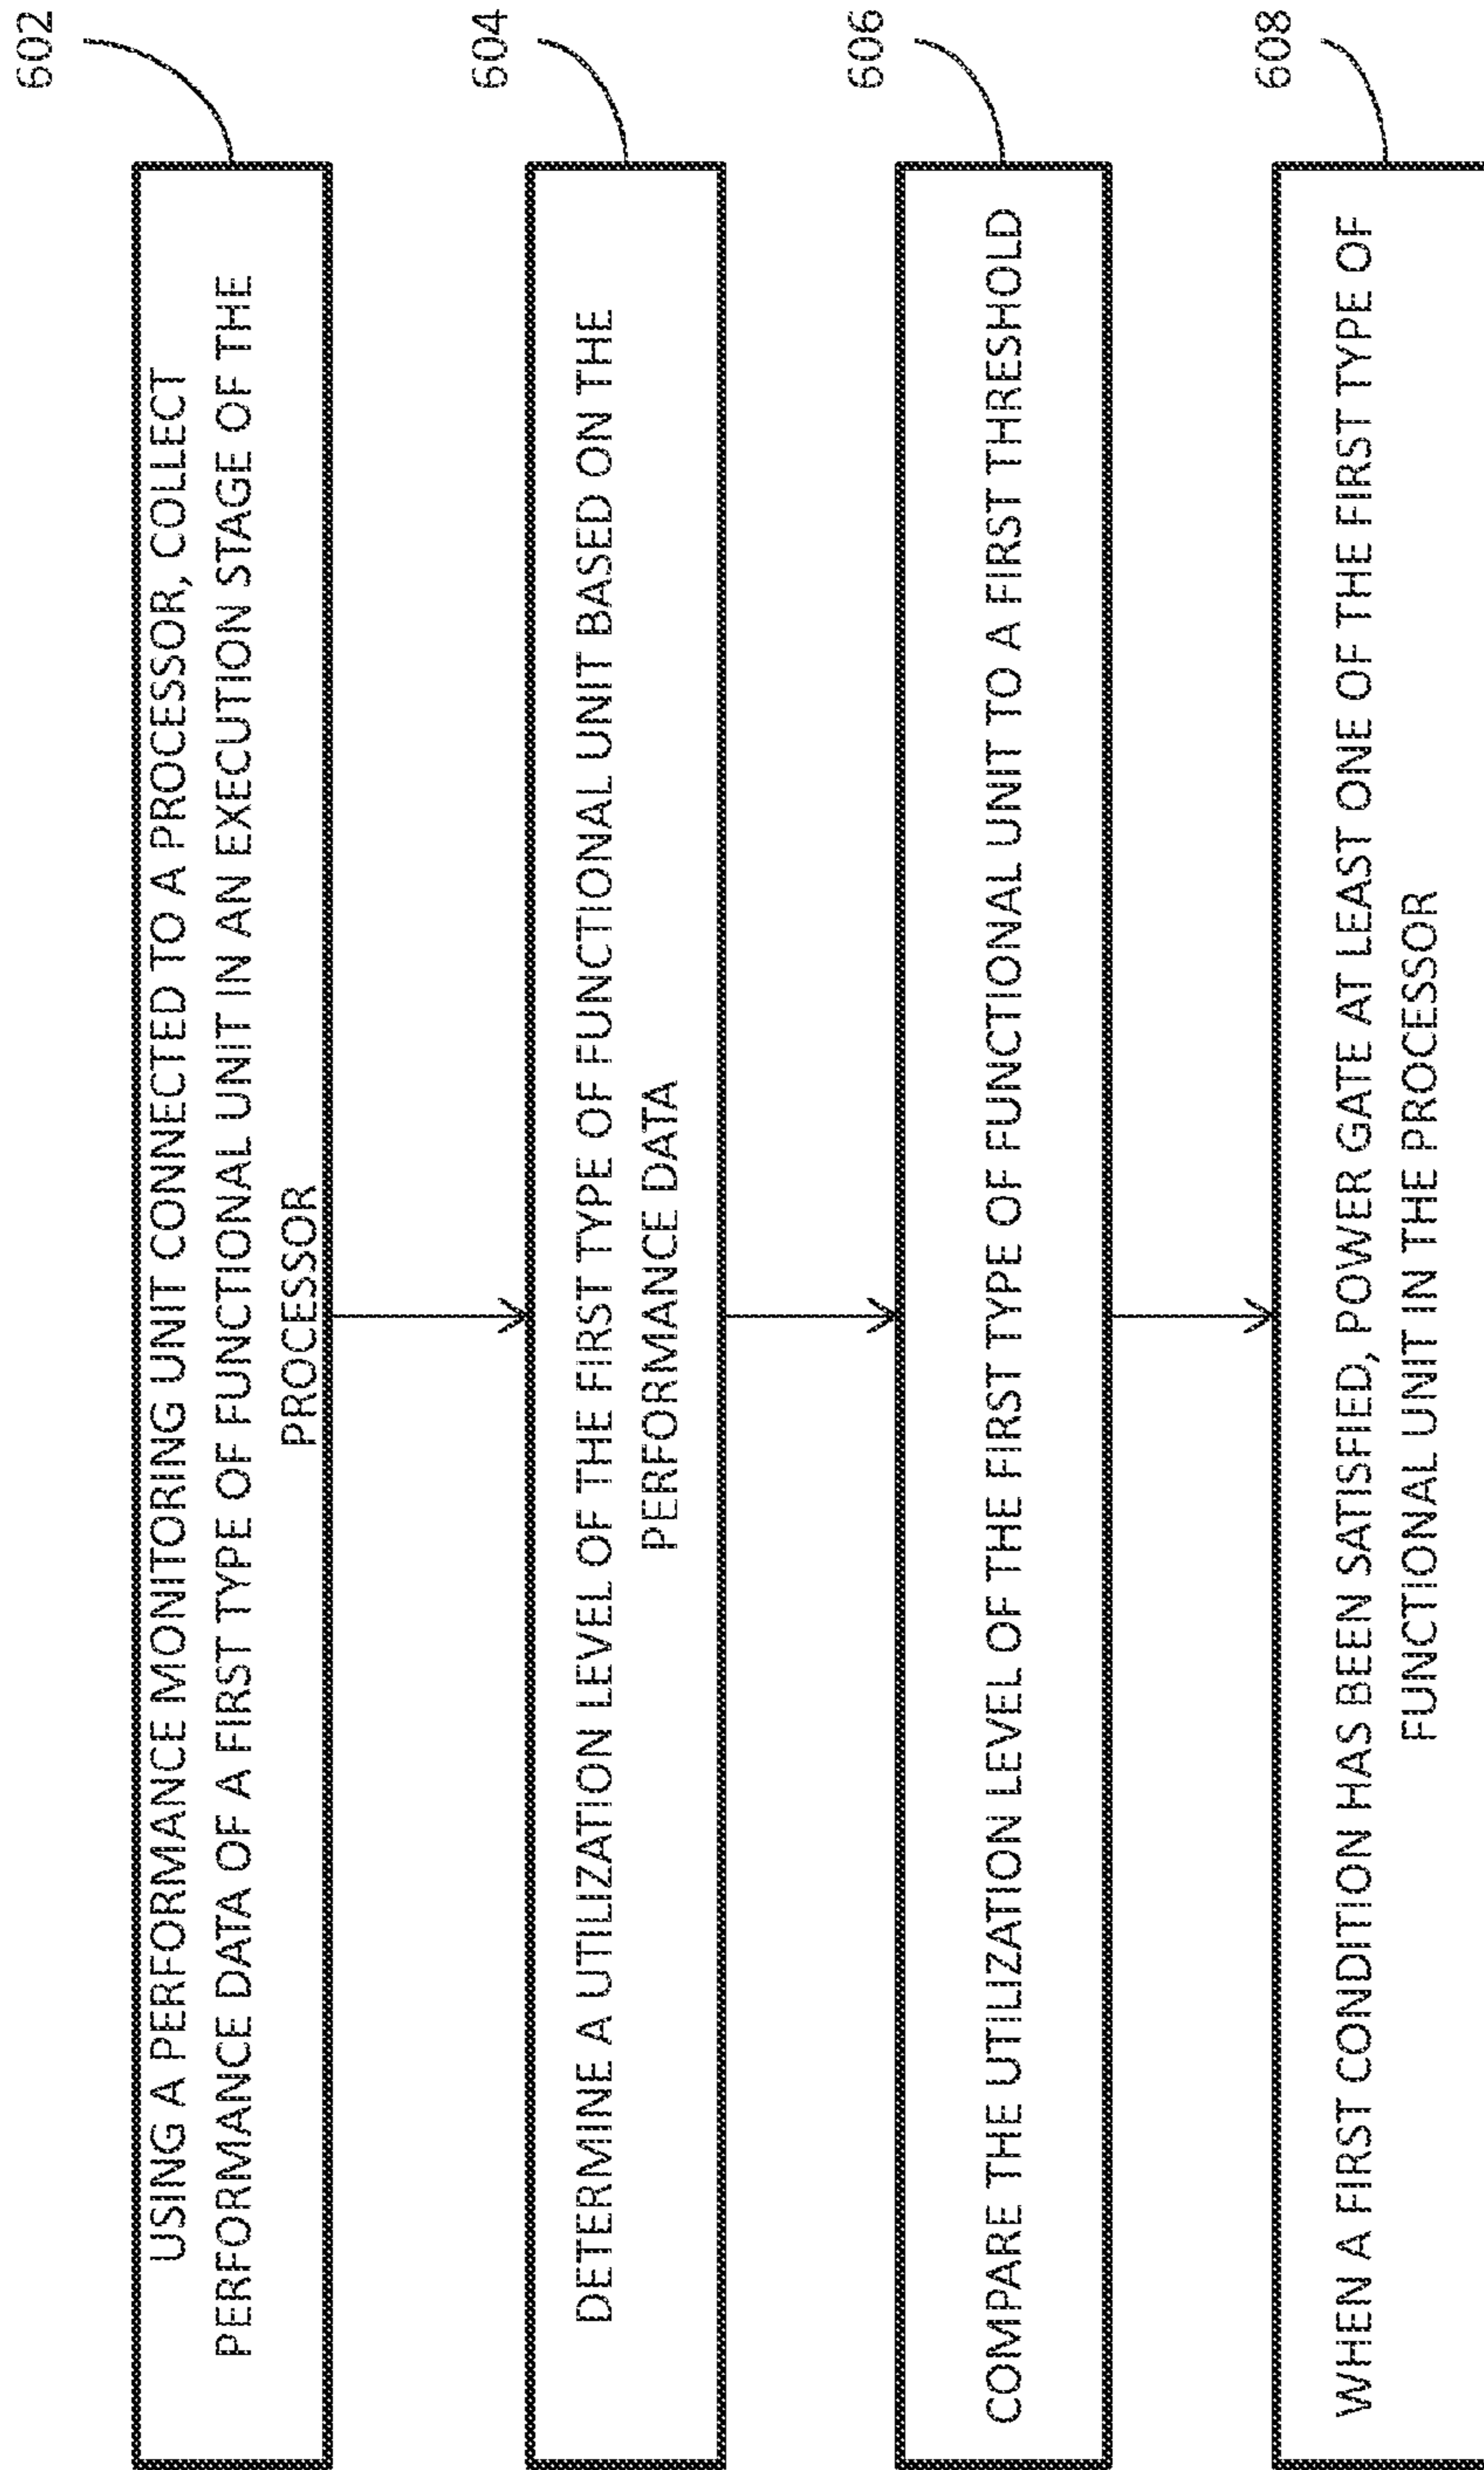 602
USING A PERFORMANCE MONITORING UNIT CONNECTED TO A PROCESSOR, COLLECT
PERFORMANCE DATA OF A FIRST TYPE OF FUNCTIONAL UNIT IN AN EXECUTION STAGE OF THE
PROCESSOR
604
DETERMINE A UTILIZATION LEVEL OF THE FIRST TYPE OF FUNCTIONAL UNIT BASED ON THE
PERFORMANCE DATA
606
COMPARE THE UTILIZATION LEVEL OF THE FIRST TYPE OF FUNCTIONAL UNIT TO A FIRST THRESHOLD
608
WHEN A FIRST CONDITION HAS BEEN SATISFIED, POWER GATE AT LEAST ONE OF THE FIRST TYPE OF
FUNCTIONAL UNIT IN THE PROCESSOR